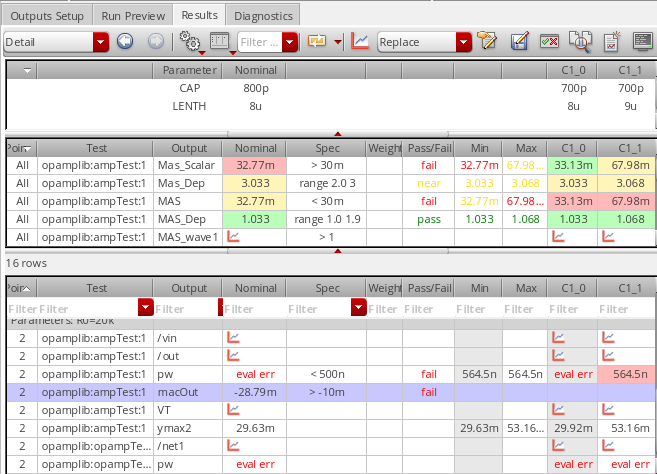 Outputs Setup Run Preview Results Diagnostics
Detail Filter ... Replace
Parameter Nominal C1_0 C1_1
CAP 800p 700p 700p
LENTH 8u 8u 9u
Poin Test Output Nominal Spec Weight Pass/Fail Min Max C1_0 C1_1
All opamplib:ampTest:1 Mas_Scalar 32.77m > 30m fail 32.77m 67.98... 33.13m 67.98m
All opamplib:ampTest:1 Mas_Dep 3.033 range 2.0 3 near 3.033 3.068 3.033 3.068
All opamplib:ampTest:1 MAS 32.77m < 30m fail 32.77m 67.98... 33.13m 67.98m
All opamplib:ampTest:1 MAS_Dep 1.033 range 1.0 1.9 pass 1.033 1.068 1.033 1.068
All opamplib:ampTest:1 MAS_wave1 > 1
16 rows
Poin Test Output Nominal Spec Weight Pass/Fail Min Max C1_0 C1_1
Filter Filter Filter Filter Filter Filter Filter Filter Filter Filter Filter
Parameters: R0=20k
2 opamplib:ampTest:1 /vin
2 opamplib:ampTest:1 /out
2 opamplib:ampTest:1 pw eval err < 500n fail 564.5n 564.5n eval err 564.5n
2 opamplib:ampTest:1 macOut -28.79m > -10m fail
2 opamplib:ampTest:1 VT
2 opamplib:ampTest:1 ymax2 29.63m 29.63m 53.16... 29.92m 53.16m
2 opamplib:opampTe... /net1
2 opamplib:opampTe... pw eval err eval err eval err